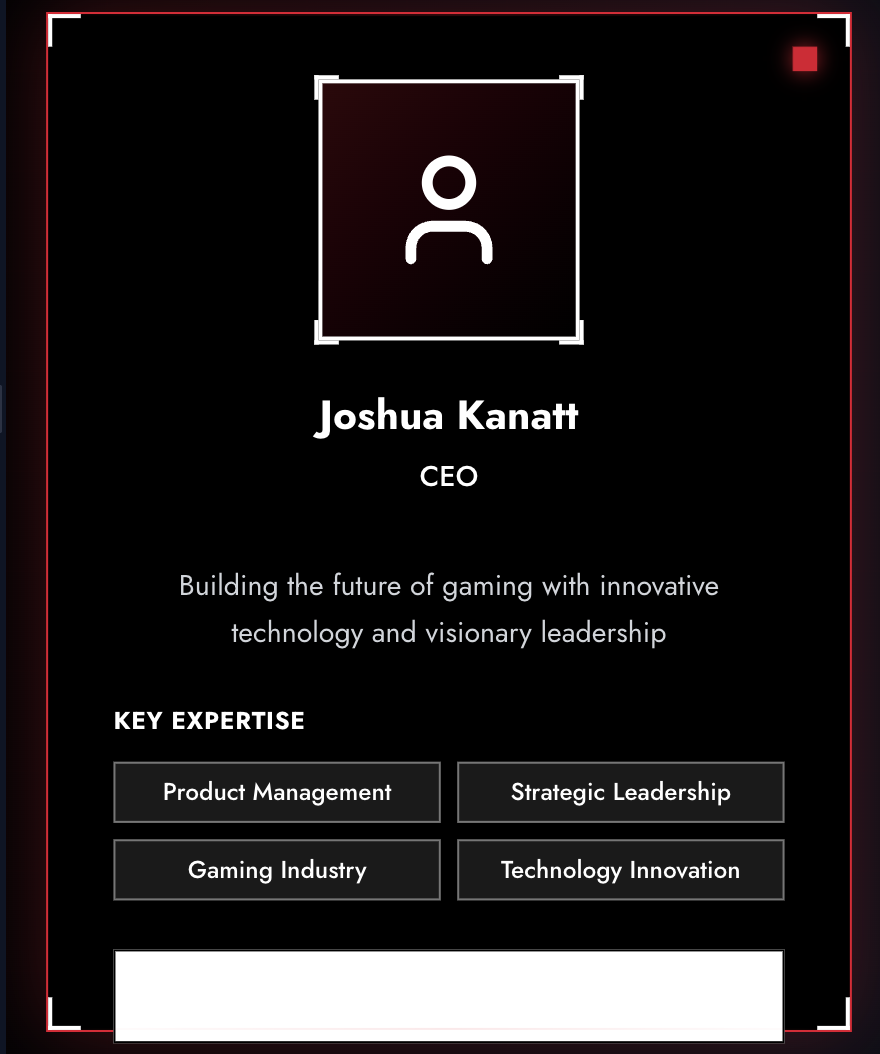 Joshua Kanatt
CEO
Building the future of gaming with innovative
technology and visionary leadership
KEY EXPERTISE
Product Management
Strategic Leadership
Gaming Industry
Technology Innovation